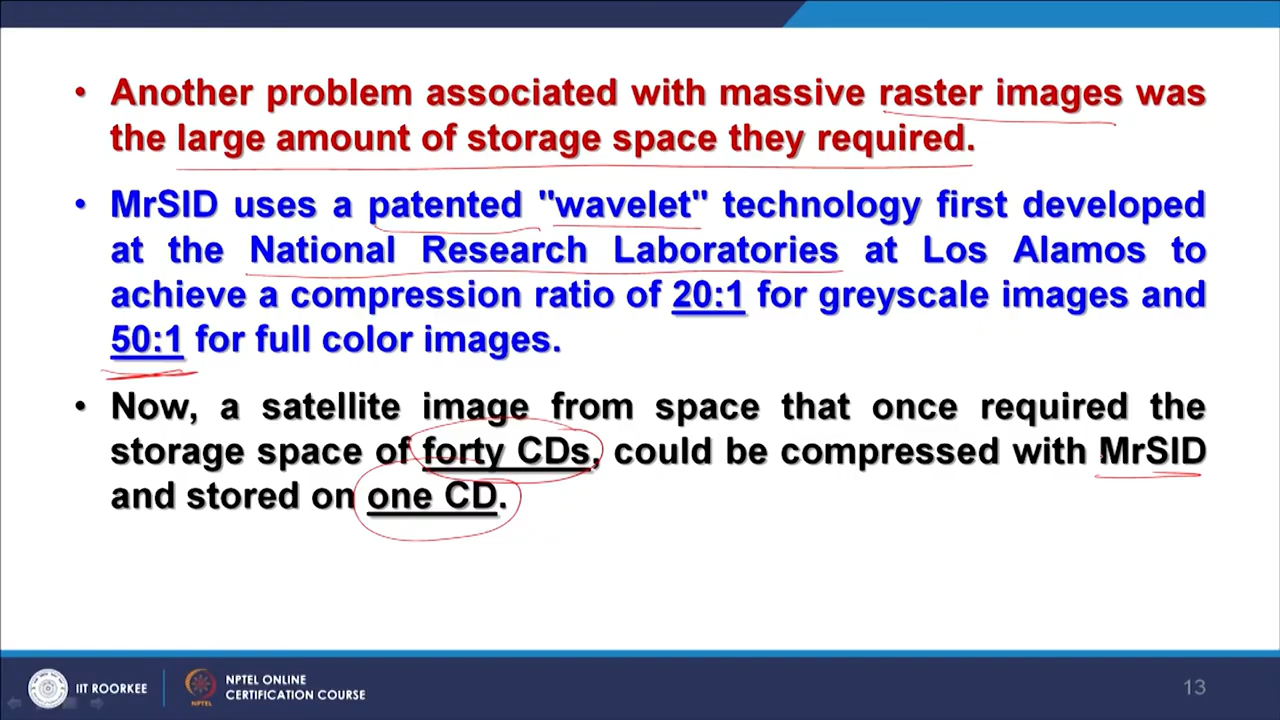 • Another problem associated with massive raster images was
the large amount of storage space they required.
• MrSID uses a patented "wavelet" technology first developed
at the National Research Laboratories at Los Alamos to
achieve a compression ratio of 20:1 for greyscale images and
50:1 for full color images.
• Now, a satellite image from space that once required the
storage space of forty CDs, could be compressed with MrSID
and stored on one CD.
IIT ROORKEE
NPTEL
NPTEL ONLINE
CERTIFICATION COURSE
13